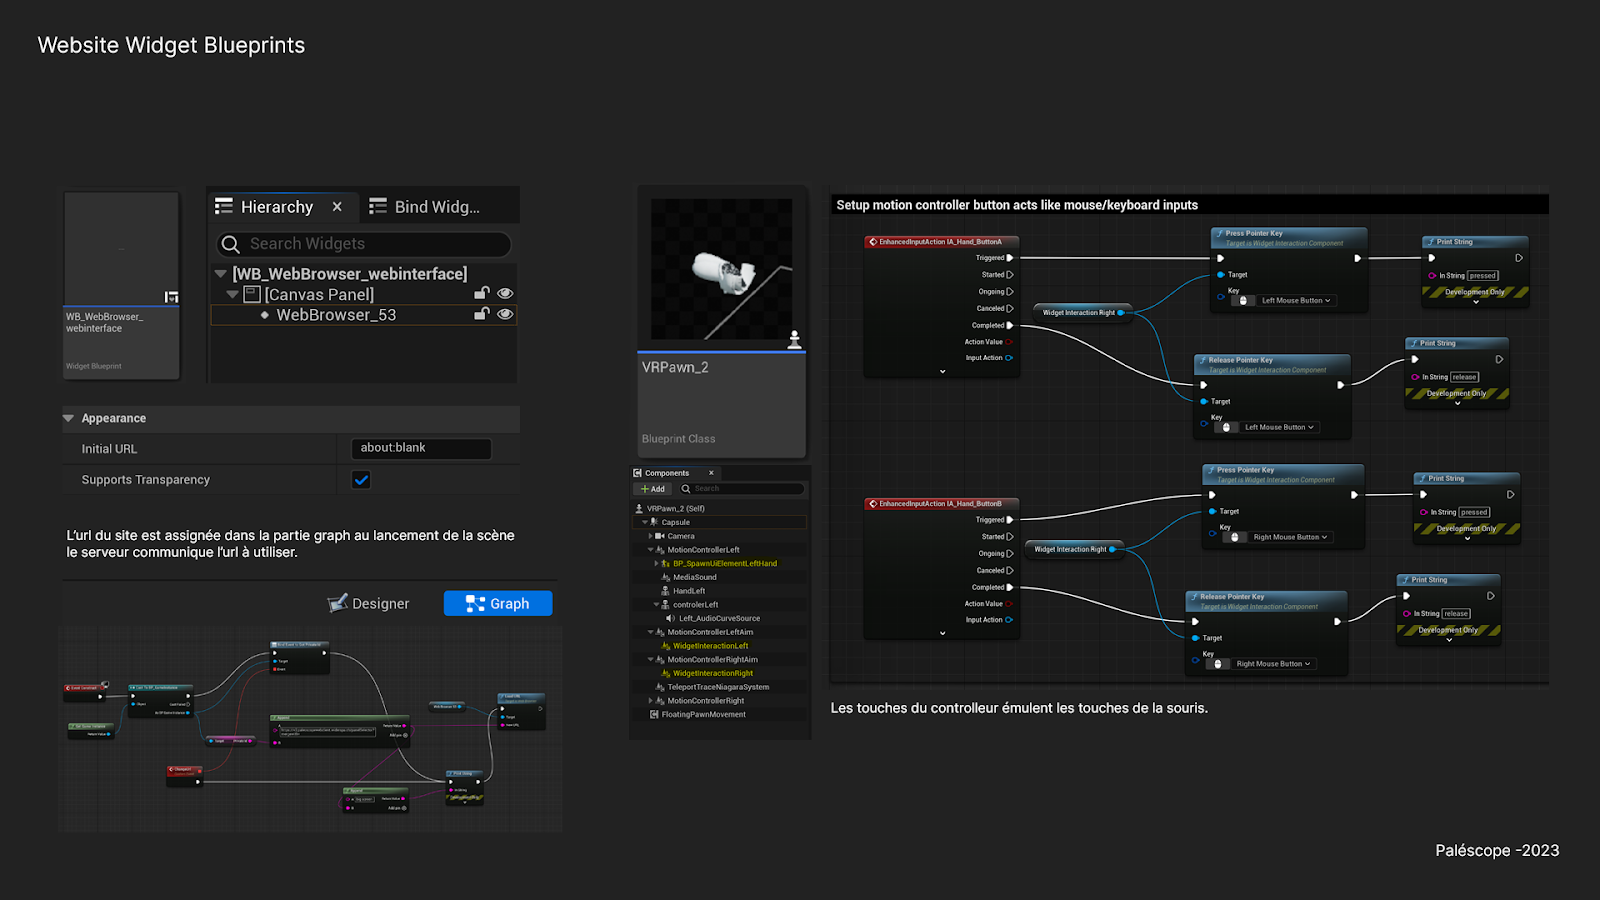 Website Widget Blueprints
WB_WebBrowser_
webinterface
Widget Blueprint
Hierarchy
Bind Widg...
Search Widgets
[WB_WebBrowser_webinterface]
[Canvas Panel]
WebBrowser_53
Appearance
Initial URL
about:blank
Supports Transparency
L'url du site est assignée dans la partie graph au lancement de la scène
le serveur communique l'url à utiliser.
Designer
Graph
VRPawn_2
Blueprint Class
Components
Add
Search
VRPawn_2 (Self)
Capsule
Camera
MotionControllerLeft
BP_SpawnUiElementLeftHand
MediaSound
HandLeft
controlerLeft
Left_AudioCurveSource
MotionControllerLeftAim
WidgetInteractionLeft
MotionControllerRightAim
WidgetInteractionRight
TeleportTraceNiagaraSystem
MotionControllerRight
FloatingPawnMovement
Setup motion controller button acts like mouse/keyboard inputs
EnhancedInputAction IA_Hand_ButtonA
Triggered
Started
Ongoing
Canceled
Completed
Action Value
Input Action
Widget Interaction Right
Press Pointer Key
Target is Widget Interaction Component
Target
Key
Left Mouse Button
Print String
In String pressed
Development Only
Release Pointer Key
Target is Widget Interaction Component
Target
Key
Left Mouse Button
Print String
In String release
Development Only
EnhancedInputAction IA_Hand_ButtonB
Triggered
Started
Ongoing
Canceled
Completed
Action Value
Input Action
Widget Interaction Right
Press Pointer Key
Target is Widget Interaction Component
Target
Key
Right Mouse Button
Print String
In String pressed
Development Only
Release Pointer Key
Target is Widget Interaction Component
Target
Key
Right Mouse Button
Print String
In String release
Development Only
Les touches du controlleur émulent les touches de la souris.
Paléscope -2023